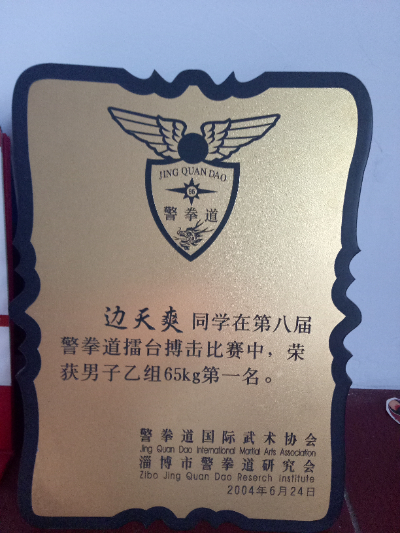 JING QUAN DAO
96
警拳道
边天爽 同学在第八届
警拳道擂台搏击比赛中，荣
获男子乙组65kg第一名。
警拳道国际武术协会
Jing Quan Dao International Martial Arts Association
淄博市警拳道研究会
Zibo Jing Quan Dao Reserch Institute
2004年6月24日